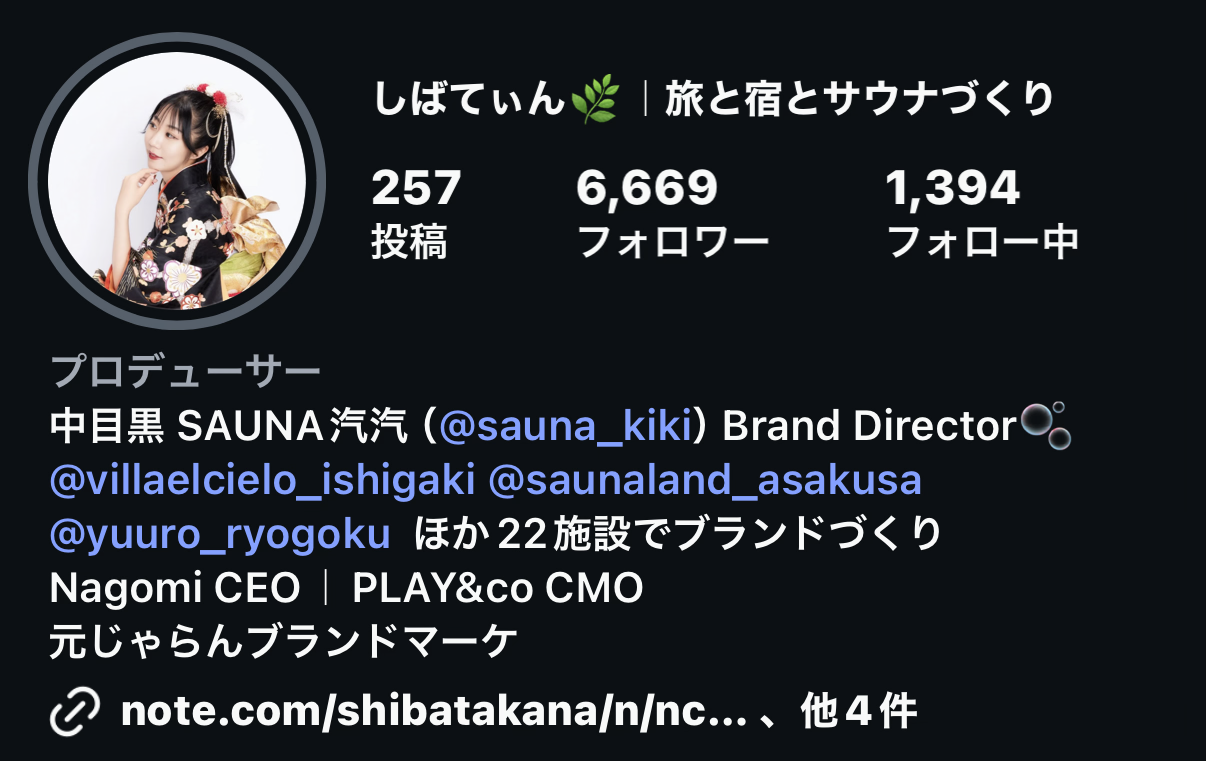 しばてぃん🌿｜旅と宿とサウナづくり
257 6,669 1,394
投稿 フォロワー フォロー中
プロデューサー
中目黒 SAUNA汽汽（@sauna_kiki）Brand Director🫧
@villaelcielo_ishigaki @saunaland_asakusa
@yuuro_ryogoku ほか22施設でブランドづくり
Nagomi CEO｜PLAY&co CMO
元じゃらんブランドマーケ
note.com/shibatakana/n/nc... 、他4件